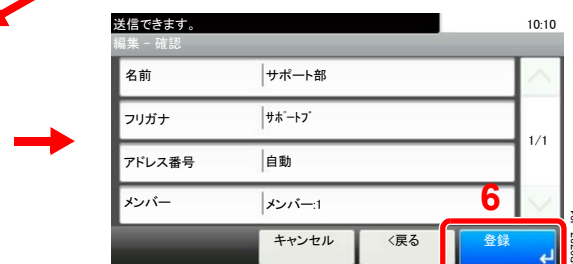 送信できます。 10:10
編集 - 確認
名前 サポート部
フリガナ ｻﾎﾟｰﾄﾌﾞ
アドレス番号 自動
1/1
メンバー メンバー:1
6
キャンセル <戻る 登録